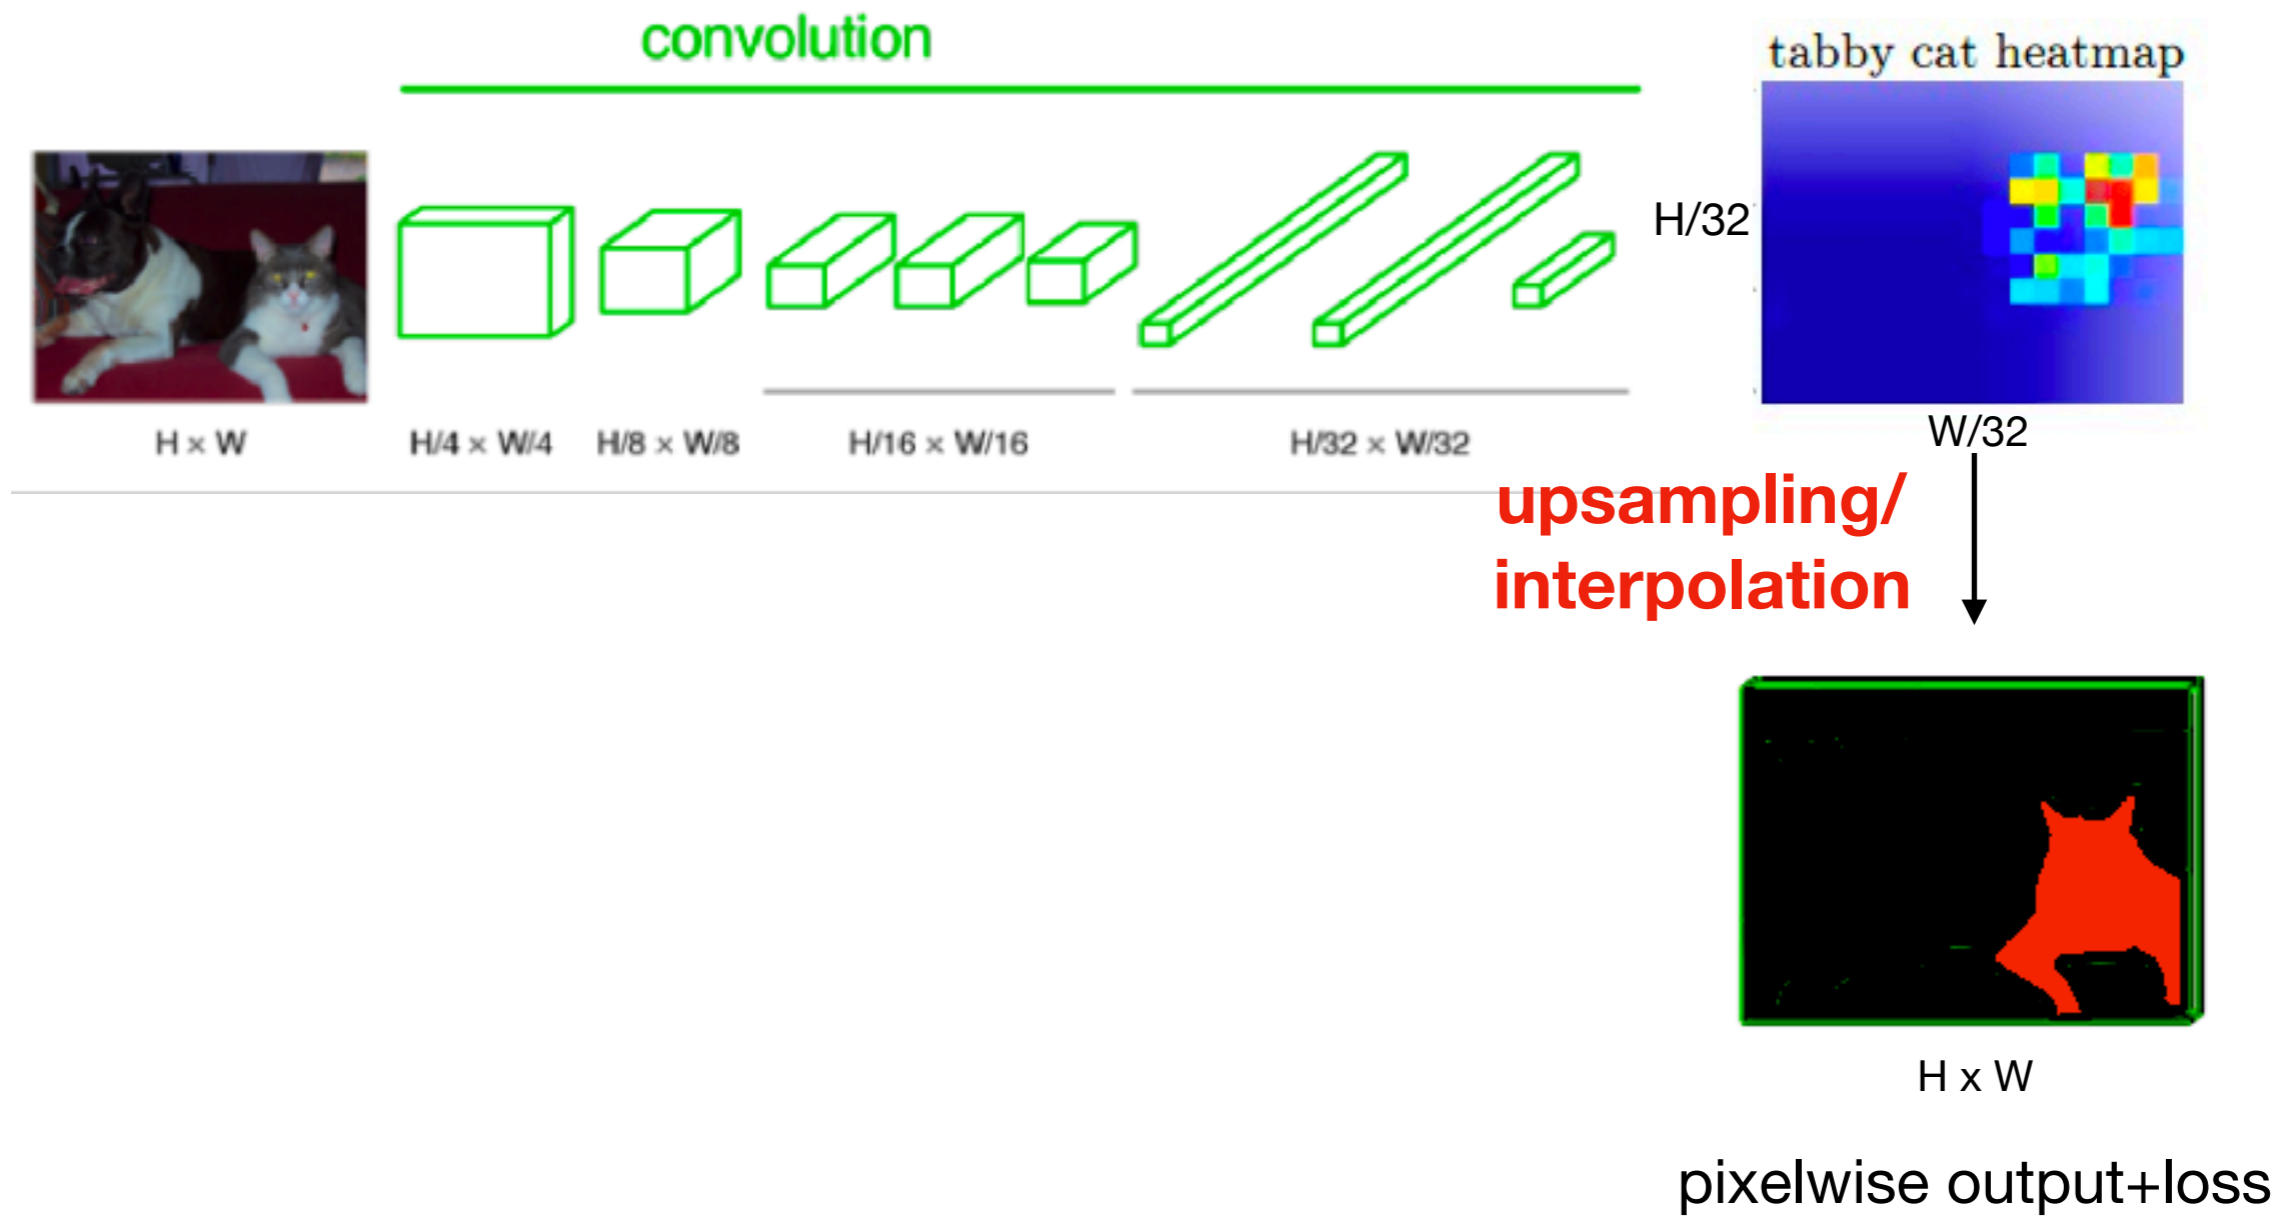 convolution
tabby cat heatmap
H/32
H × W
H/4 × W/4
H/8 × W/8
H/16 × W/16
H/32 × W/32
W/32
upsampling/
interpolation
H x W
pixelwise output+loss